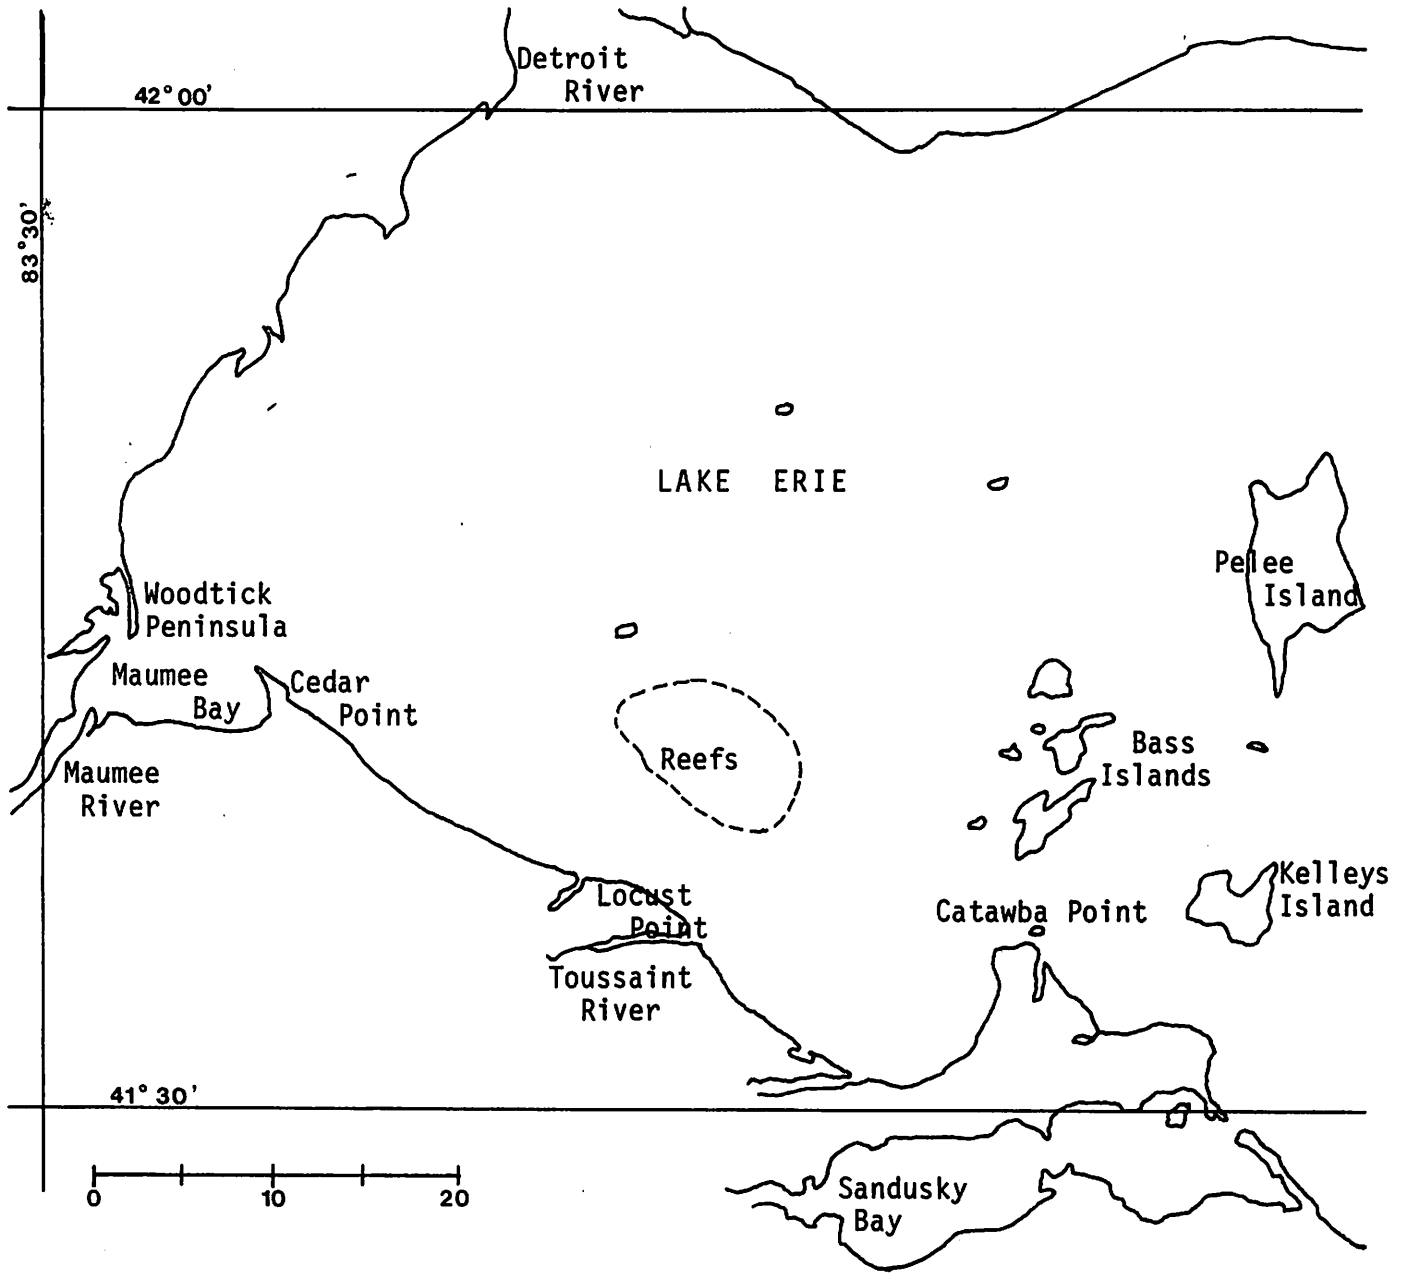 Detroit
River
42° 00'
83° 30'
LAKE ERIE
Pelee
Island
Woodtick
Peninsula
Maumee
Bay
Cedar
Point
Maumee
River
Reefs
Bass
Islands
Kelleys
Island
Locust
Point
Catawba Point
Toussaint
River
41° 30'
0 10 20
Sandusky
Bay